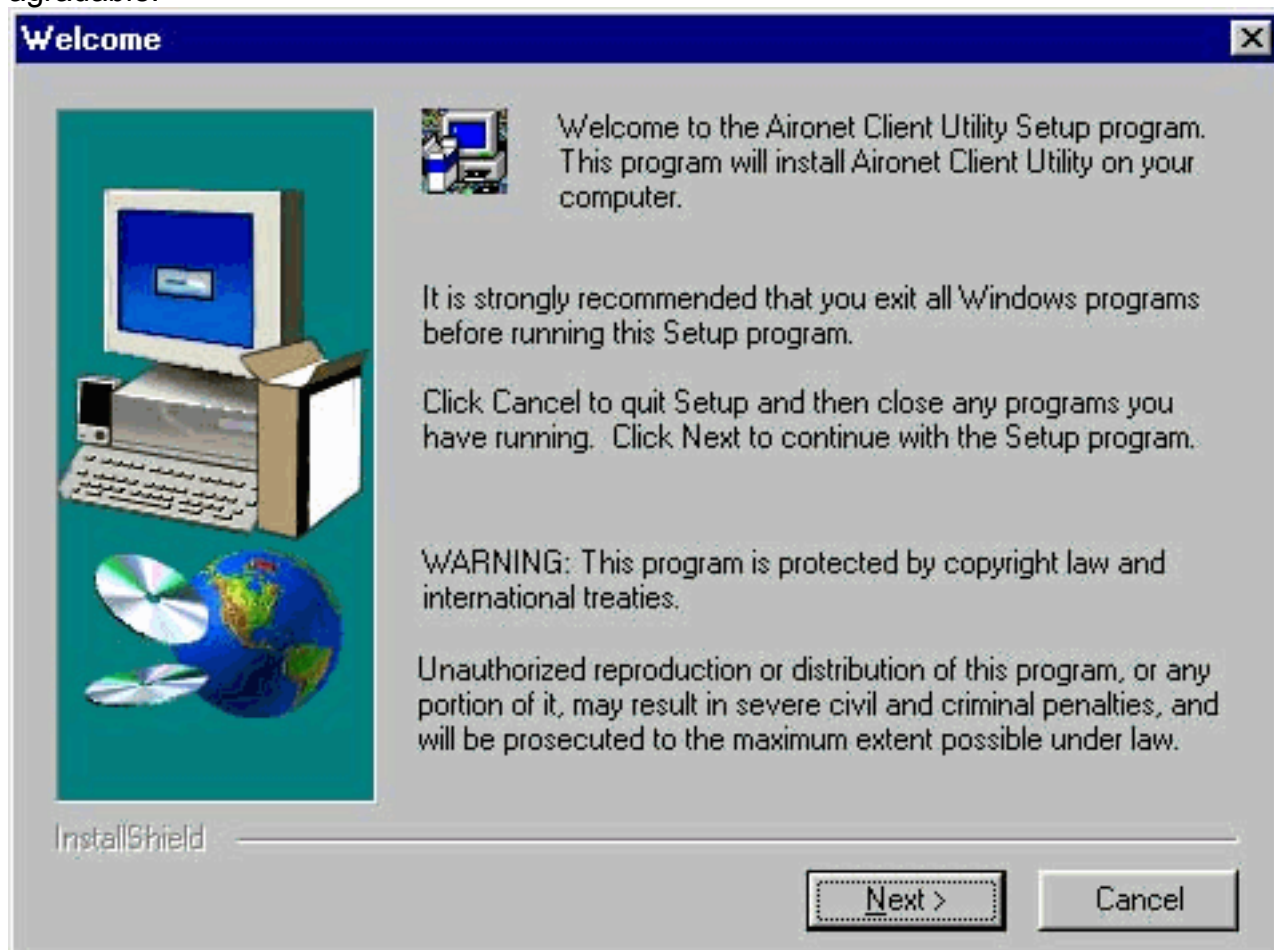 agradable.
Welcome
Welcome to the Aironet Client Utility Setup program.
This program will install Aironet Client Utility on your
computer.
It is strongly recommended that you exit all Windows programs
before running this Setup program.
Click Cancel to quit Setup and then close any programs you
have running. Click Next to continue with the Setup program.
WARNING: This program is protected by copyright law and
international treaties.
Unauthorized reproduction or distribution of this program, or any
portion of it, may result in severe civil and criminal penalties, and
will be prosecuted to the maximum extent possible under law.
InstallShield
Next >
Cancel